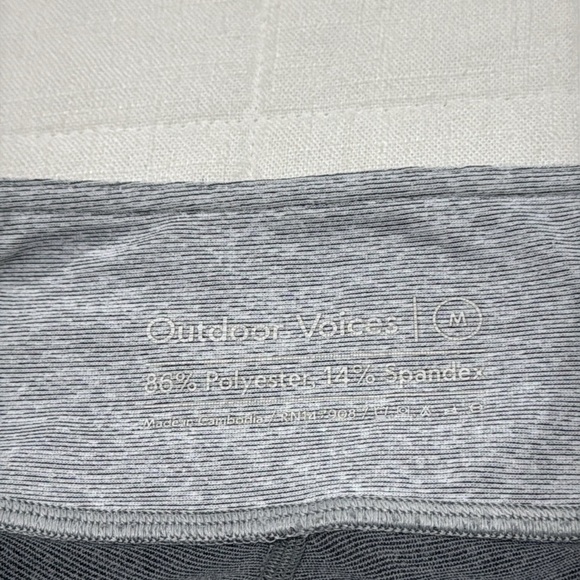 Outdoor Voices | M
86% Polyester, 14% Spandex
Made in Cambodia /